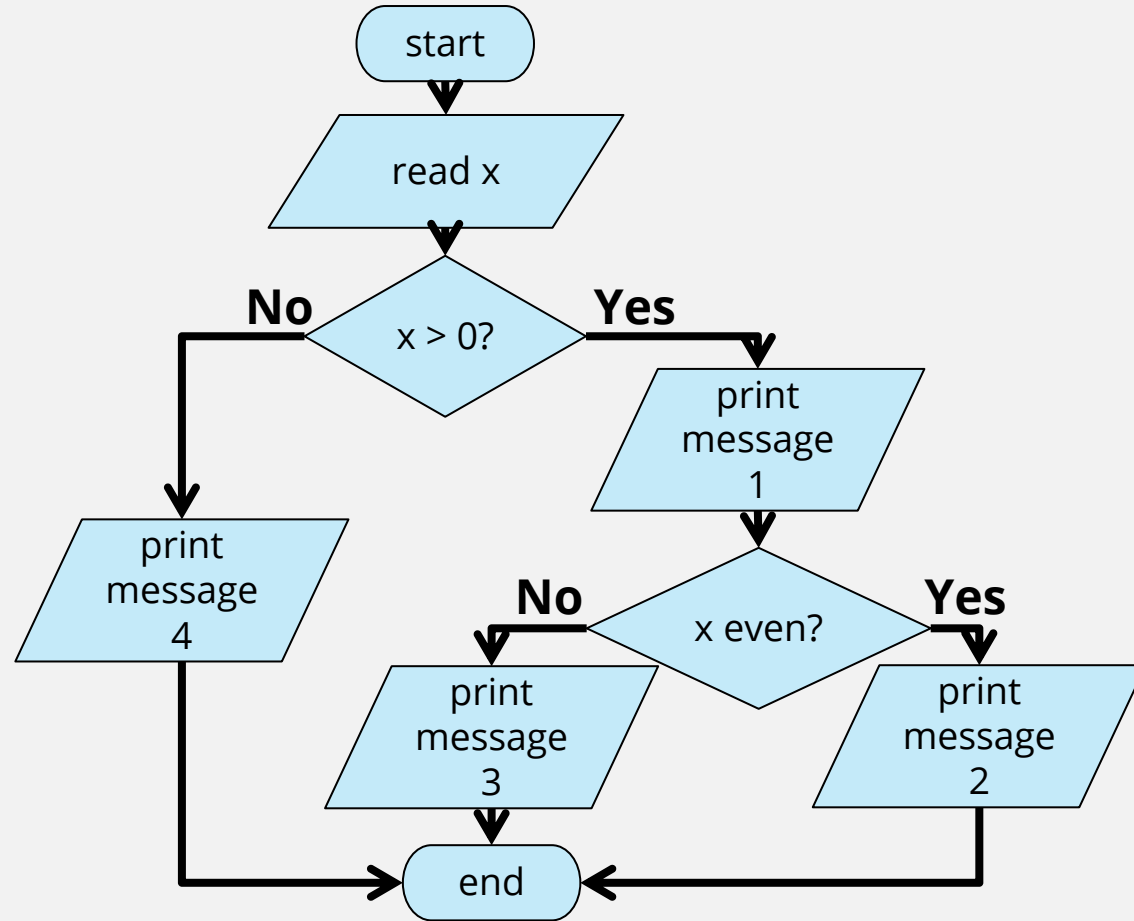 start
read x
No
Yes
x > 0?
print
message
1
print
message
4
No
Yes
x even?
print
message
3
print
message
2
end